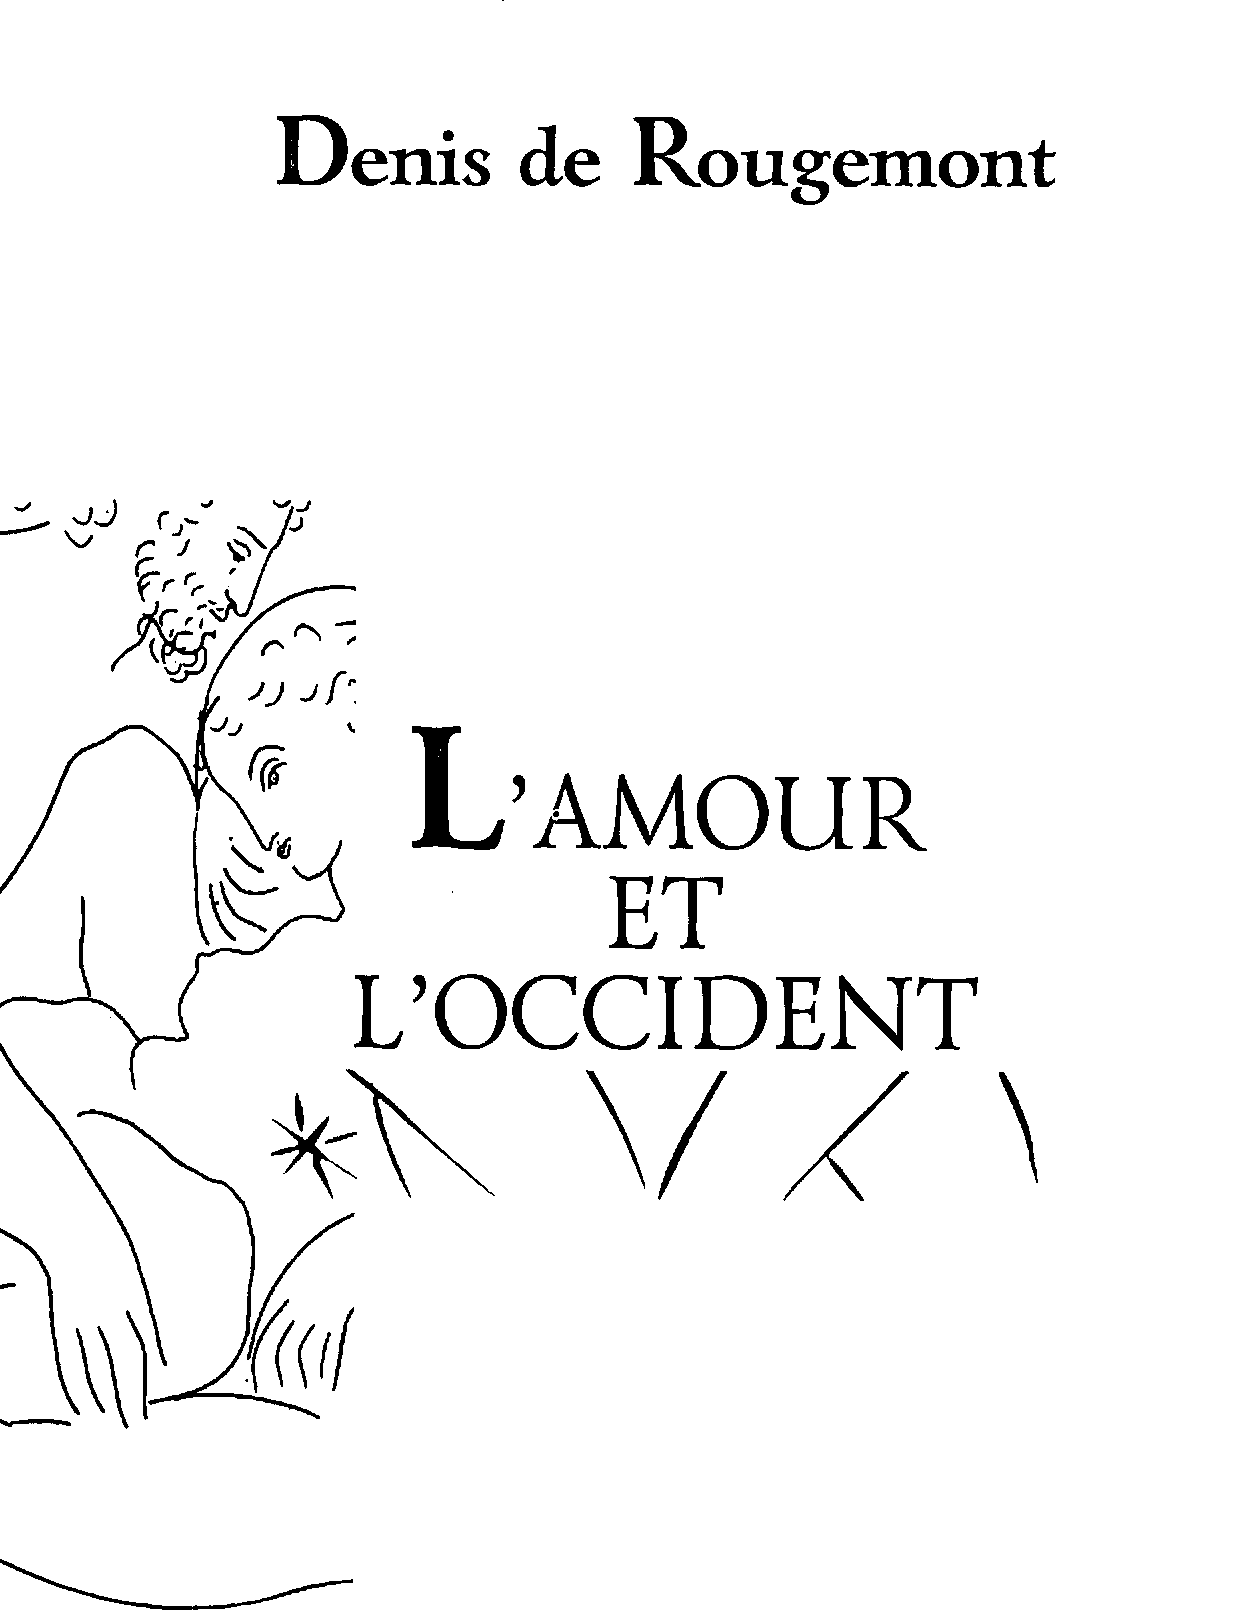 Denis de Rougemont
L'AMOUR
ET
L'OCCIDENT